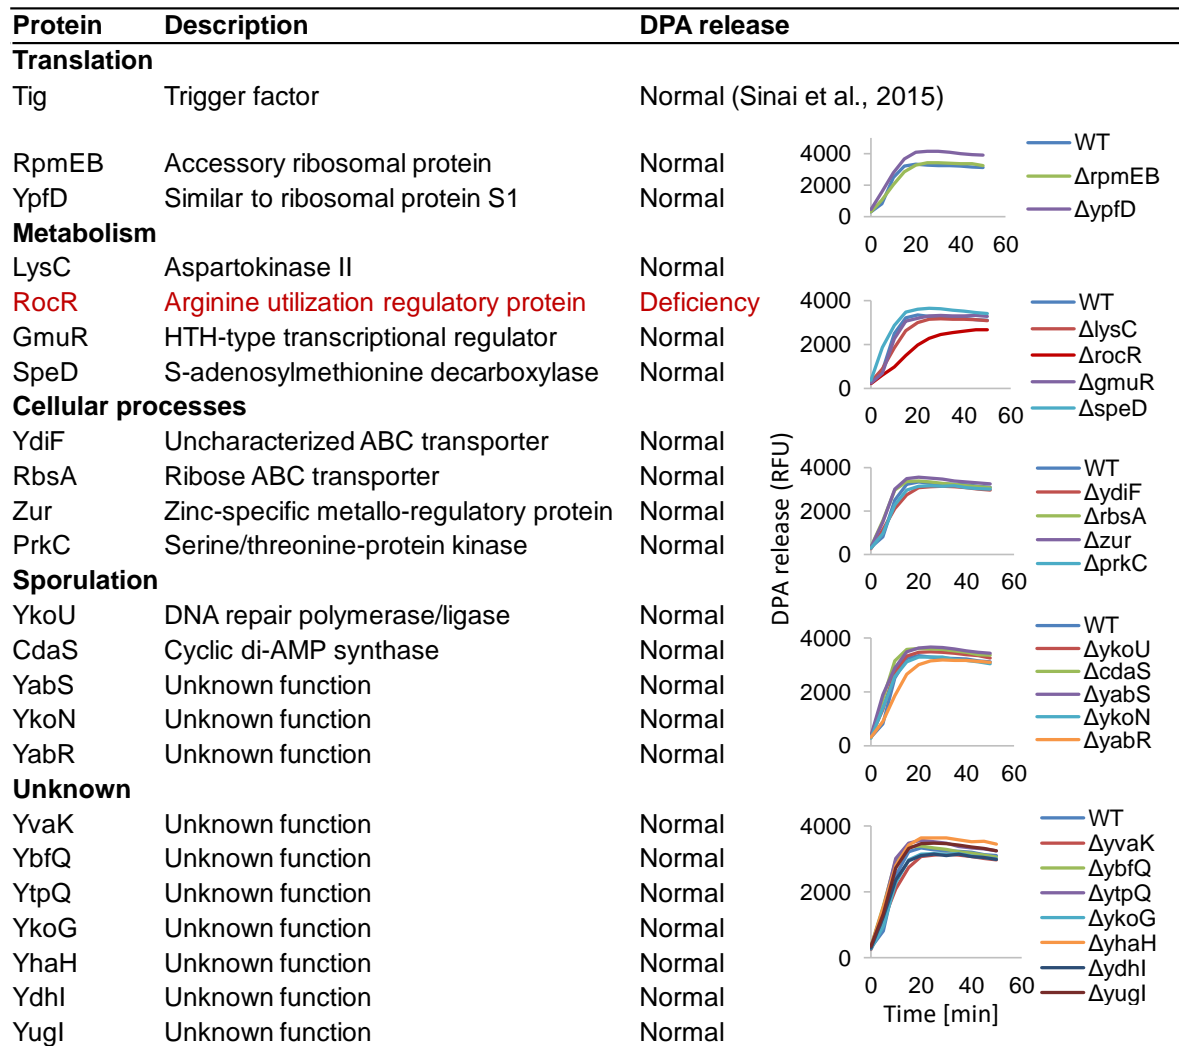 Protein Description DPA release
Translation
Tig Trigger factor Normal (Sinai et al., 2015)
RpmEB Accessory ribosomal protein Normal
YpfD Similar to ribosomal protein S1 Normal
4000
2000
0
0 20 40 60
WT
ΔrpmEB
ΔypfD
Metabolism
LysC Aspartokinase II Normal
RocR Arginine utilization regulatory protein Deficiency
GmuR HTH-type transcriptional regulator Normal
SpeD S-adenosylmethionine decarboxylase Normal
4000
2000
0
0 20 40 60
WT
ΔlysC
ΔrocR
ΔgmuR
ΔspeD
Cellular processes
YdiF Uncharacterized ABC transporter Normal
RbsA Ribose ABC transporter Normal
Zur Zinc-specific metallo-regulatory protein Normal
PrkC Serine/threonine-protein kinase Normal
DPA release (RFU)
4000
2000
0
0 20 40 60
WT
ΔydiF
ΔrbsA
Δzur
ΔprkC
Sporulation
YkoU DNA repair polymerase/ligase Normal
CdaS Cyclic di-AMP synthase Normal
YabS Unknown function Normal
YkoN Unknown function Normal
YabR Unknown function Normal
4000
2000
0
0 20 40 60
WT
ΔykoU
ΔcdaS
ΔyabS
ΔykoN
ΔyabR
Unknown
YvaK Unknown function Normal
YbfQ Unknown function Normal
YtpQ Unknown function Normal
YkoG Unknown function Normal
YhaH Unknown function Normal
YdhI Unknown function Normal
YugI Unknown function Normal
4000
2000
0
0 20 40 60
Time [min]
WT
ΔyvaK
ΔybfQ
ΔytpQ
ΔykoG
ΔyhaH
ΔydhI
ΔyugI